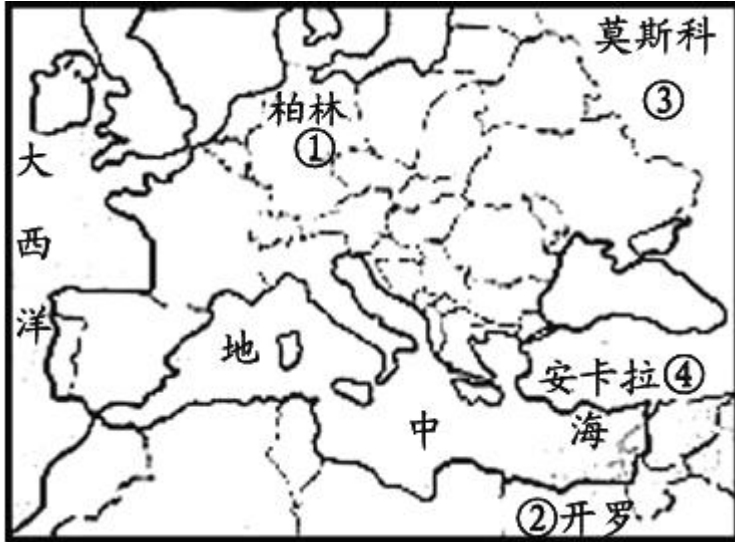 莫斯科
③
柏林
①
大
西
洋
地
中
海
安卡拉④
②开罗